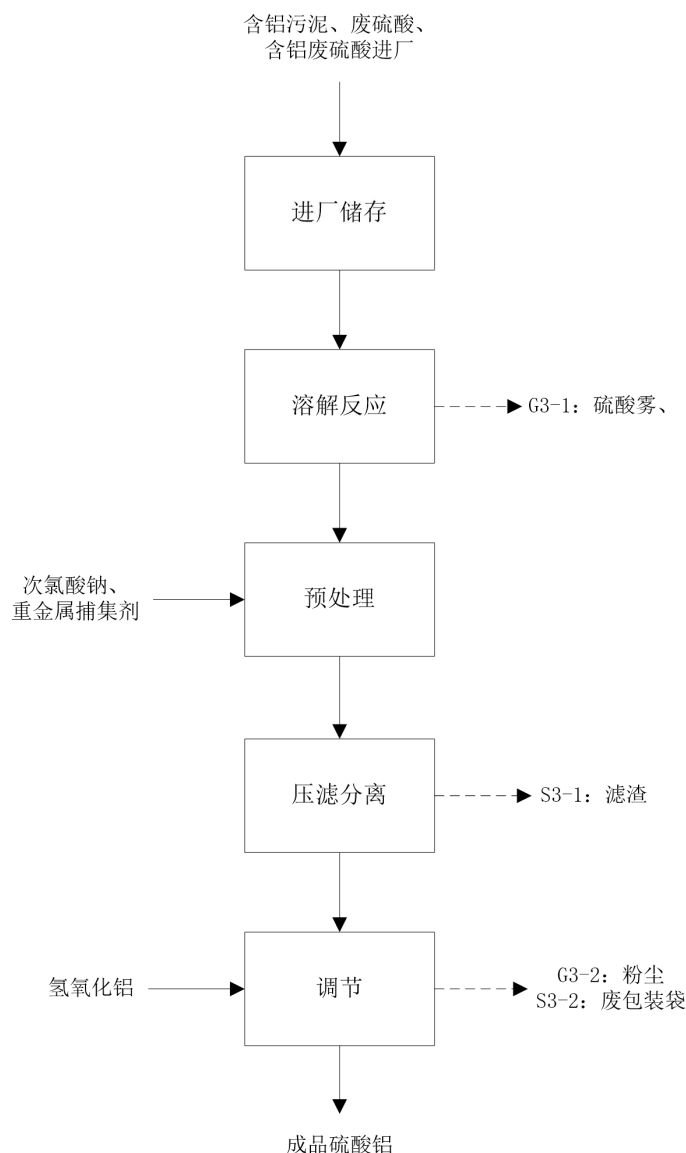 含铝污泥、废硫酸、
含铝废硫酸进厂
进厂储存
溶解反应
G3-1：硫酸雾、
次氯酸钠、
重金属捕集剂
预处理
压滤分离
S3-1：滤渣
氢氧化铝
调节
G3-2：粉尘
S3-2：废包装袋
成品硫酸铝